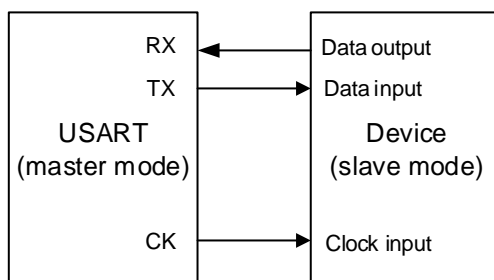 RX
Data output
TX
Data input
USART
(master mode)
Device
(slave mode)
CK
Clock input